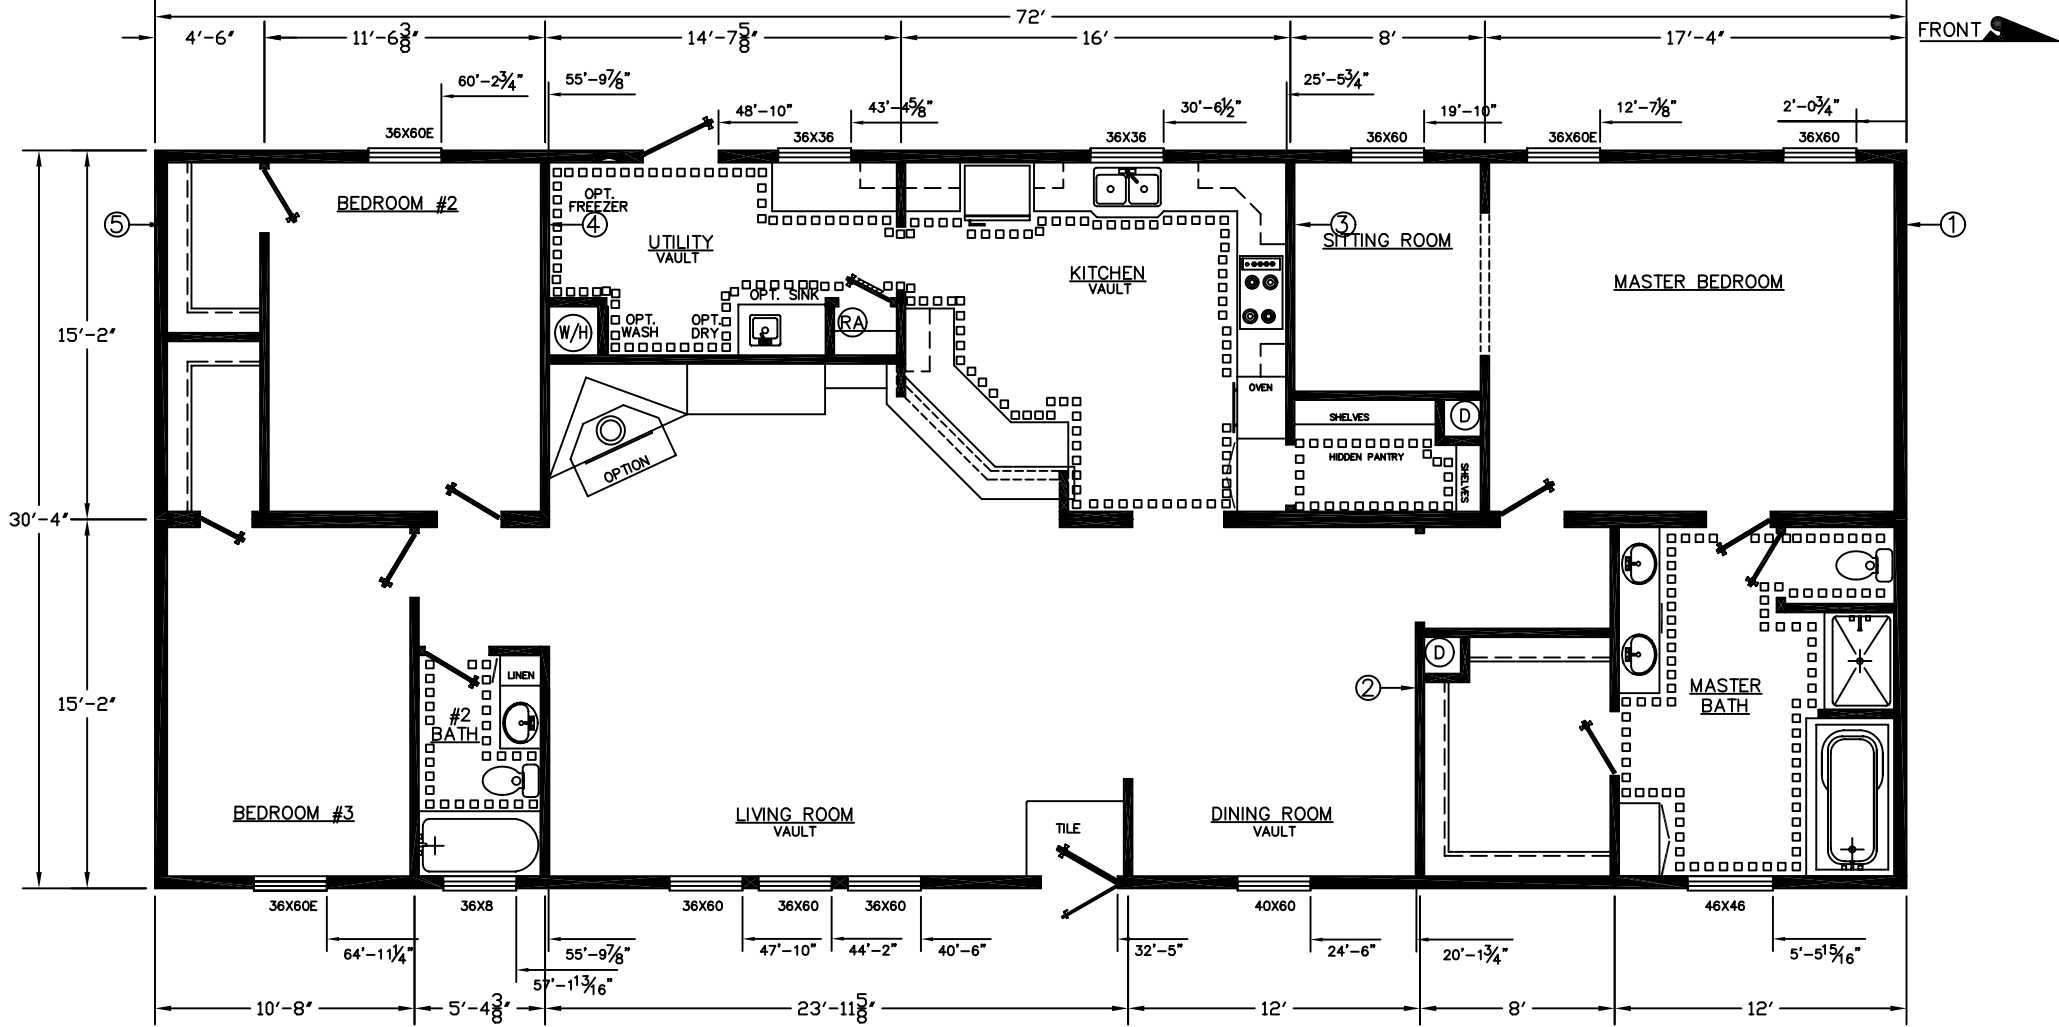 72'
FRONT
4'-6"
11'-6 3/8"
14'-7 5/8"
16'
8'
17'-4"
60'-2 3/4"
55'-9 7/8"
25'-5 3/4"
48'-10"
43'-4 5/8"
30'-6 1/2"
19'-10"
12'-7 1/8"
2'-0 3/4"
36X60E
36X36
36X36
36X60
36X60E
36X60
BEDROOM #2
OPT.
FREEZER
5
4
3
1
UTILITY
VAULT
SITTING ROOM
KITCHEN
VAULT
MASTER BEDROOM
OPT. SINK
W/H
OPT.
WASH
OPT.
DRY
RA
15'-2"
OVEN
SHELVES
D
HIDDEN PANTRY
SHELVES
OPTION
30'-4"
D
LINEN
2
MASTER
BATH
15'-2"
#2
BATH
BEDROOM #3
LIVING ROOM
VAULT
TILE
DINING ROOM
VAULT
36X60E
36X8
36X60
36X60
36X60
40X60
46X46
64'-11 1/4"
55'-9 7/8"
47'-10"
44'-2"
40'-6"
32'-5"
24'-6"
20'-1 3/4"
5'-5 15/16"
57'-1 13/16"
10'-8"
5'-4 3/8"
23'-11 5/8"
12'
8'
12'